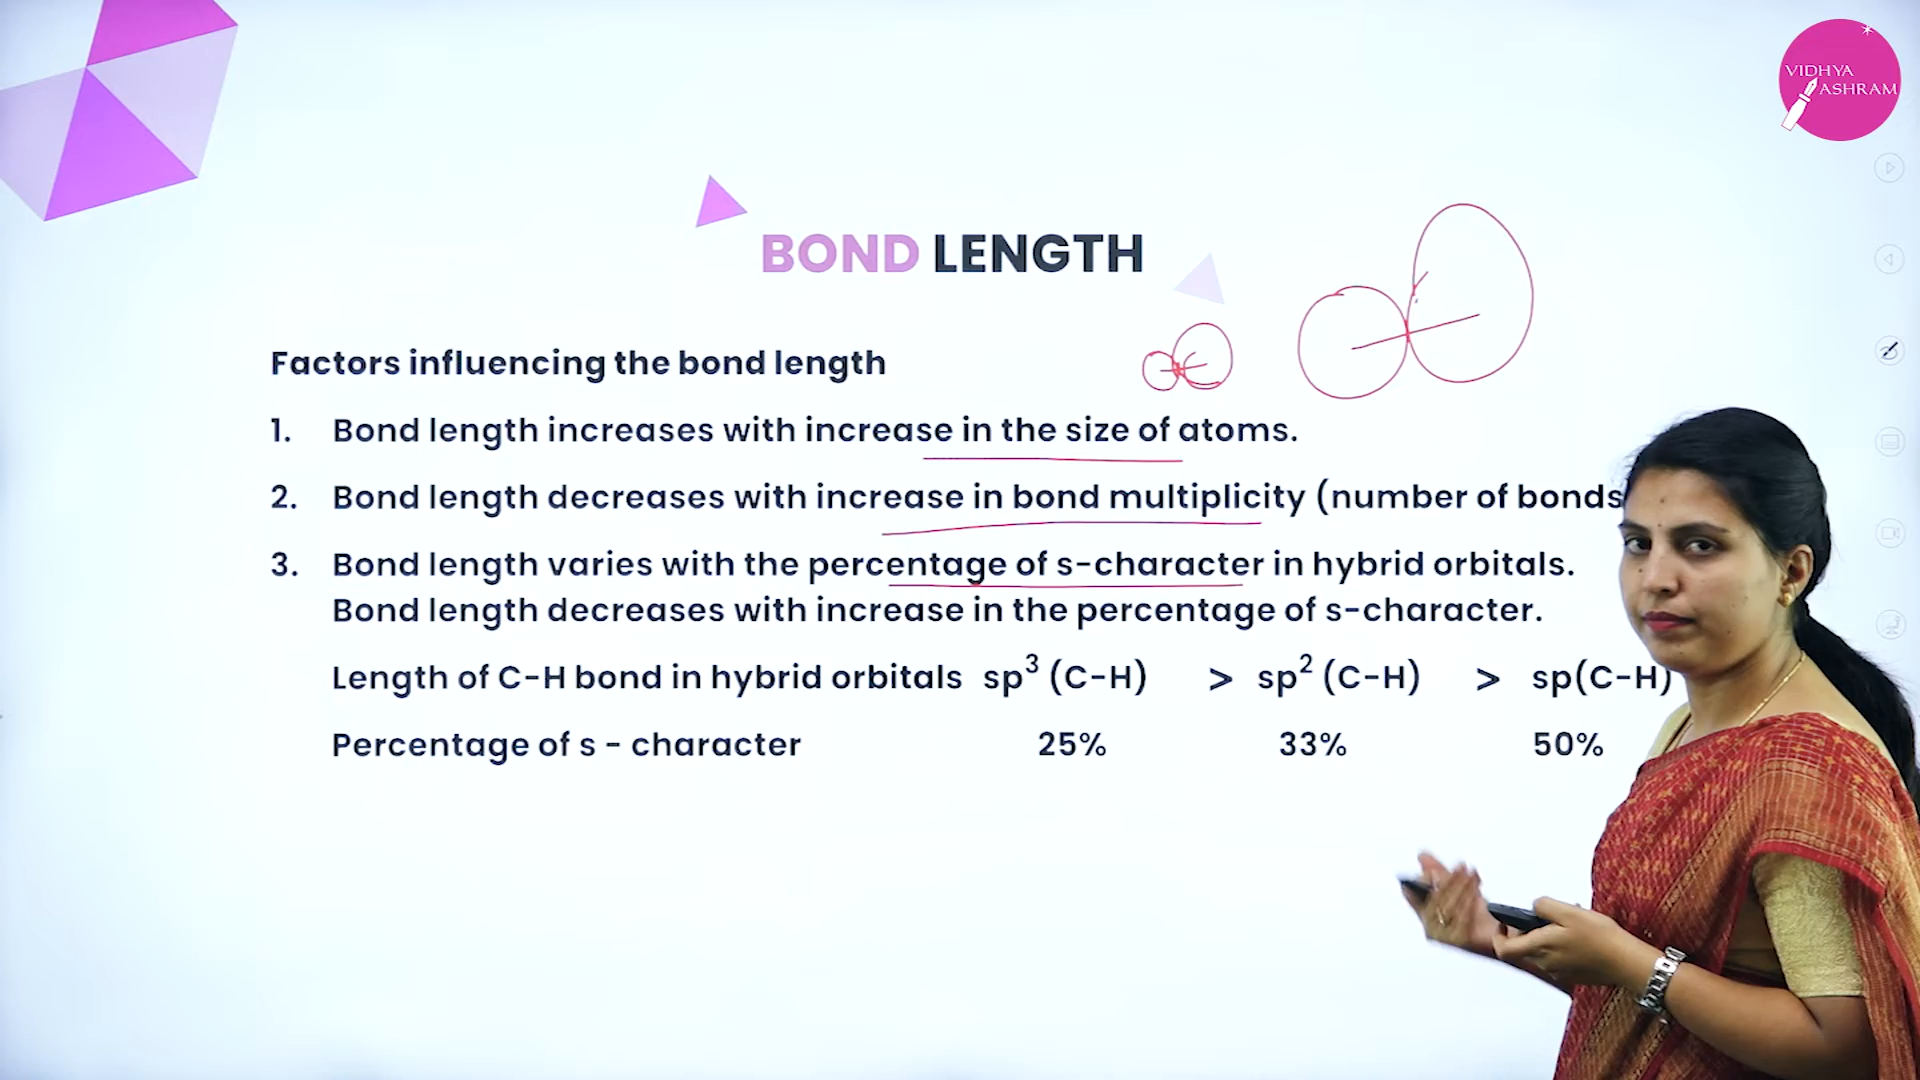 VIDHYA
ASHRAM
BOND LENGTH
Factors influencing the bond length
1. Bond length increases with increase in the size of atoms.
2. Bond length decreases with increase in bond multiplicity (number of bonds
3. Bond length varies with the percentage of s-character in hybrid orbitals.
Bond length decreases with increase in the percentage of s-character.
Length of C-H bond in hybrid orbitals sp³ (C-H) > sp² (C-H) > sp(C-H)
Percentage of s - character 25% 33% 50%